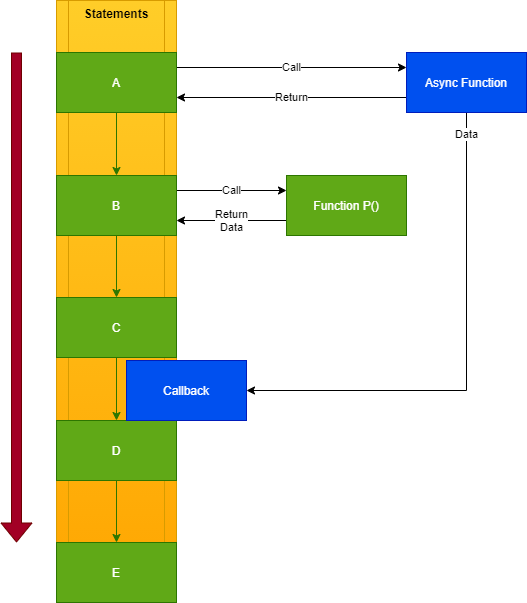 Statements
A
Call
Async Function
Return
Data
B
Call
Function P()
Return
Data
C
Callback
D
E